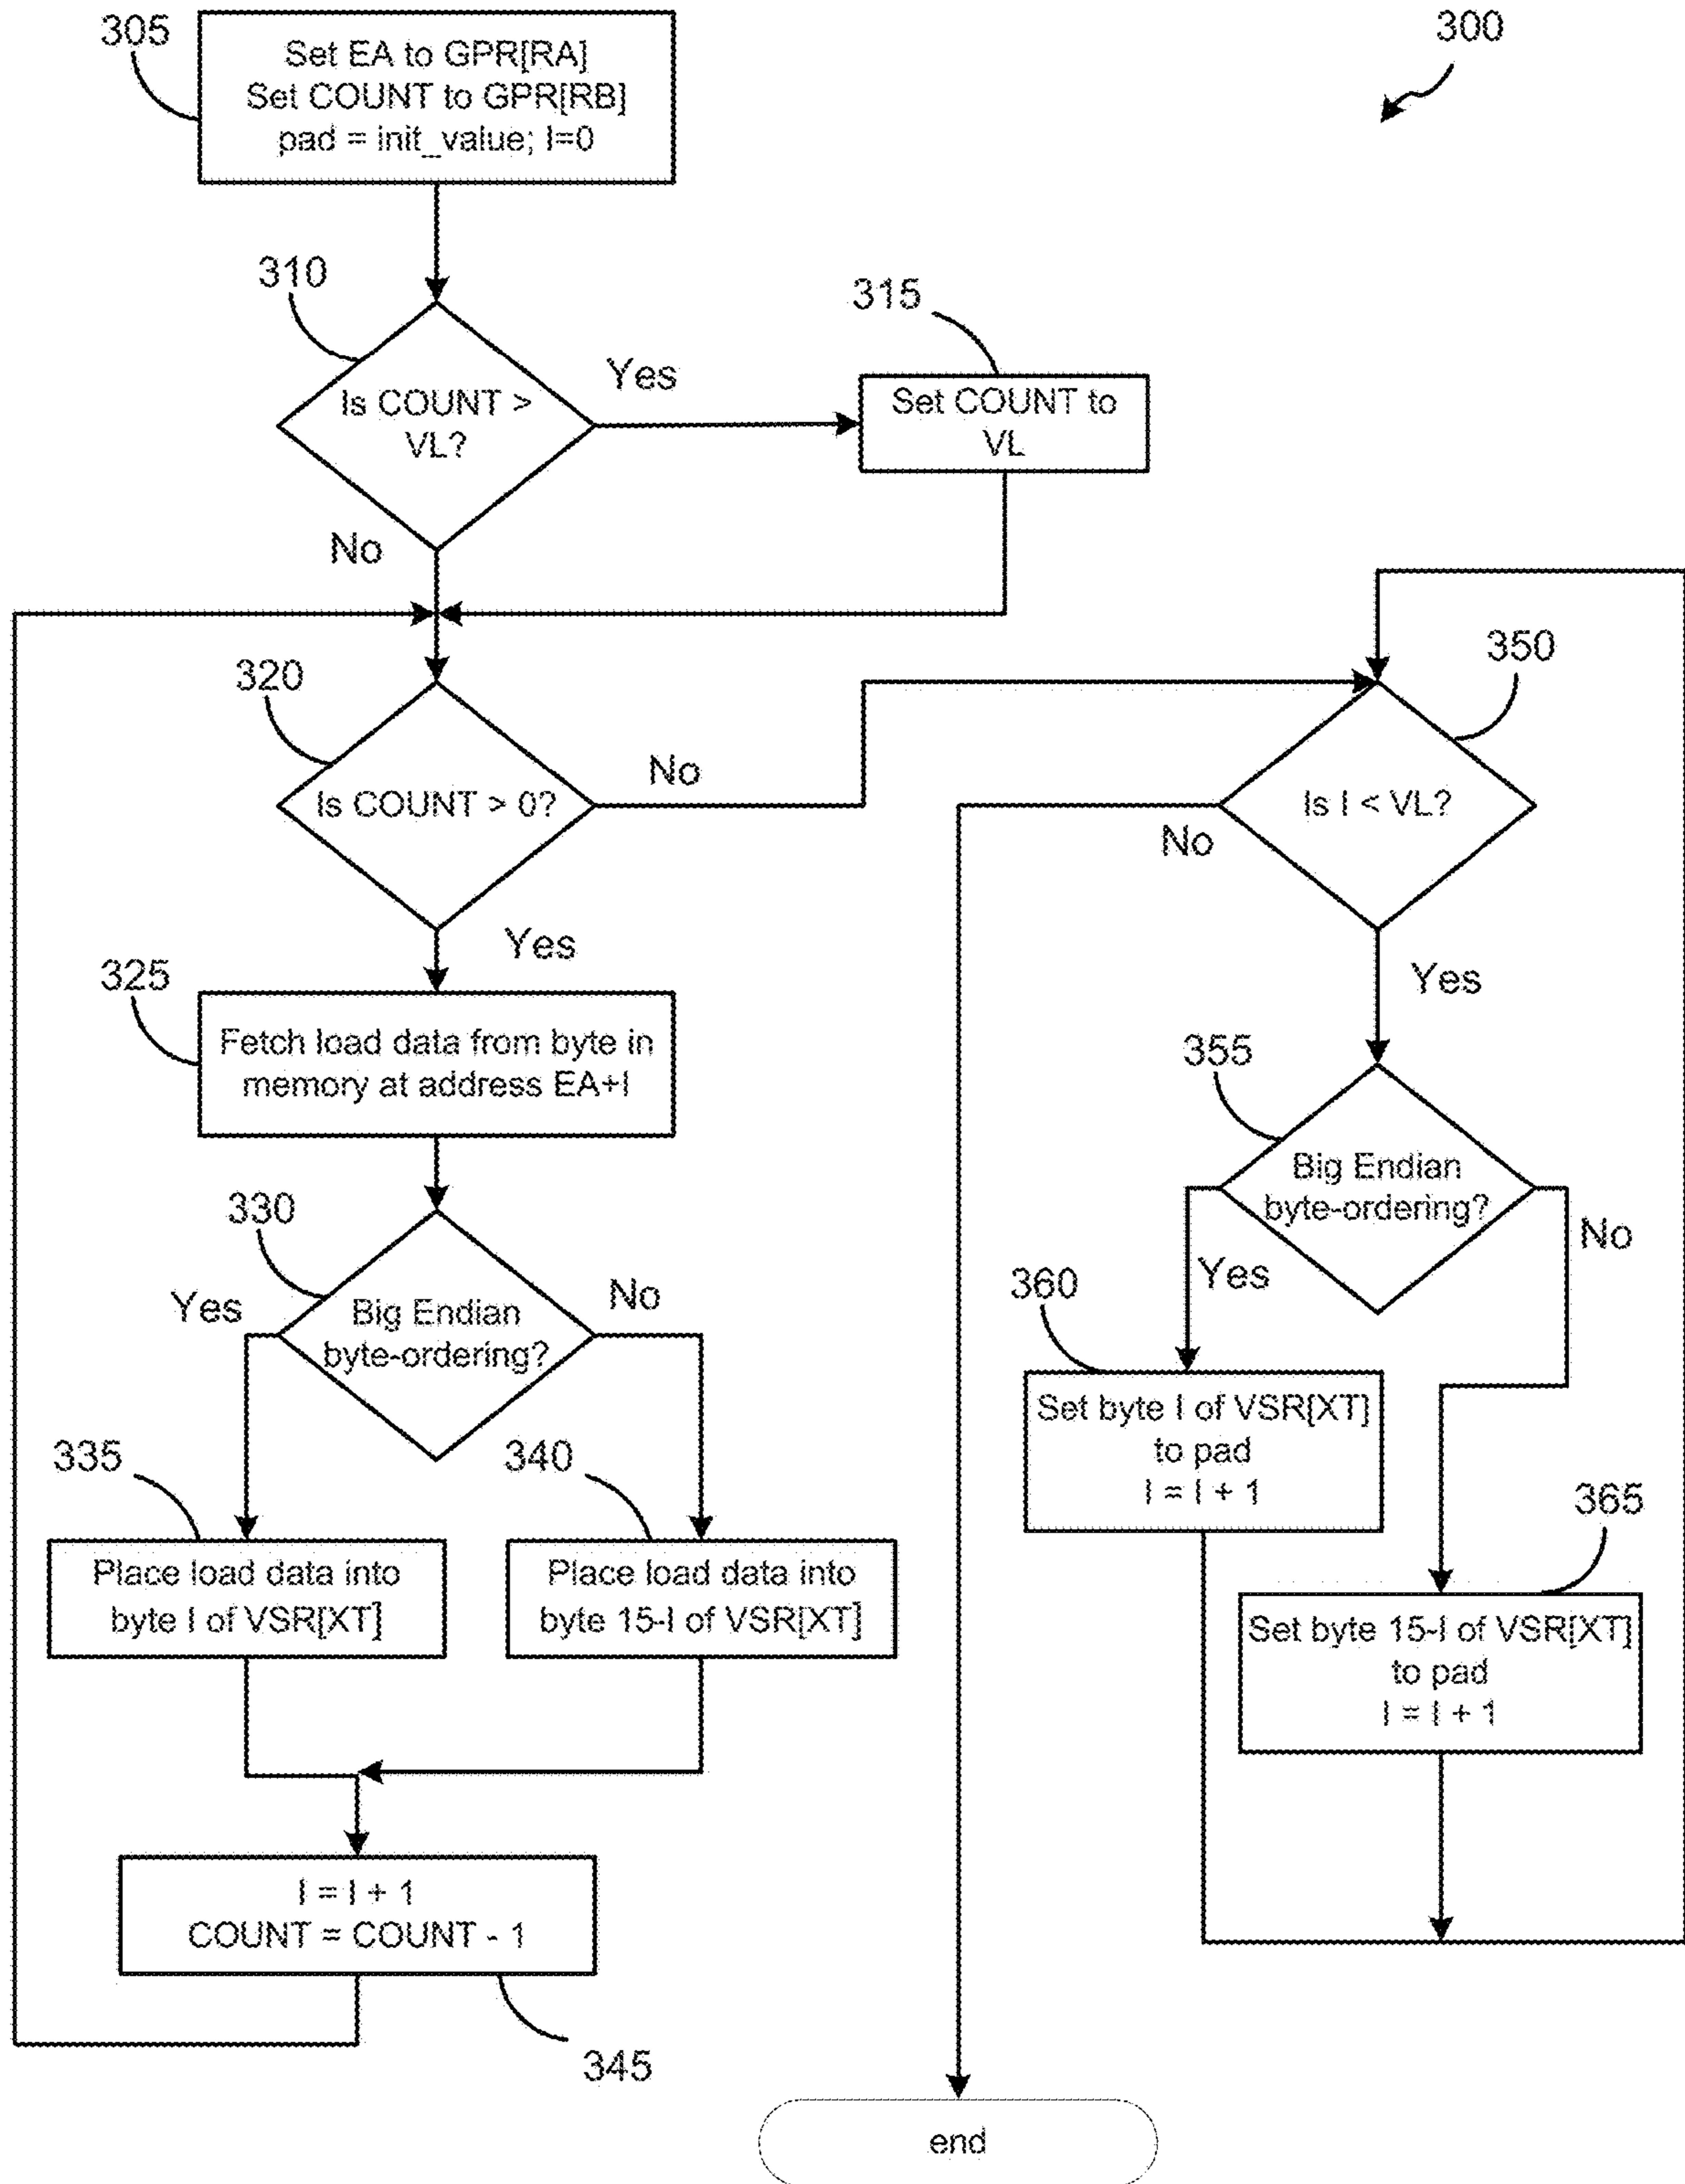 305
300
Set EA to GPR[RA]
Set COUNT to GPR[RB]
pad = init_value; I=0
310
Is COUNT >
VL?
Yes
No
315
Set COUNT to
VL
320
Is COUNT > 0?
No
Yes
350
Is I < VL?
No
Yes
325
Fetch load data from byte in
memory at address EA+I
330
Big Endian
byte-ordering?
Yes
No
335
Place load data into
byte I of VSR[XT]
340
Place load data into
byte 15-I of VSR[XT]
I = I + 1
COUNT = COUNT - 1
345
355
Big Endian
byte-ordering?
Yes
No
360
Set byte I of VSR[XT]
to pad
I = I + 1
365
Set byte 15-I of VSR[XT]
to pad
I = I + 1
end